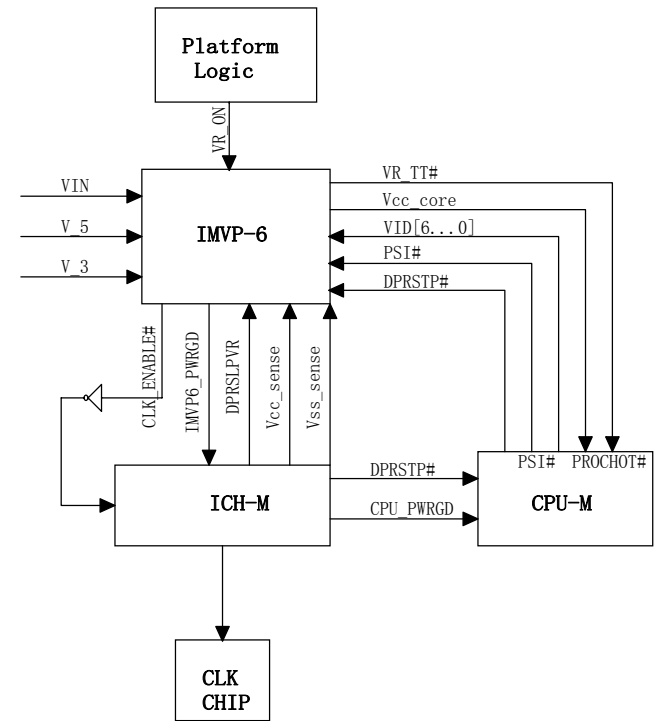 Platform
Logic
VR_ON
VIN
V_5
V_3
IMVP-6
VR_TT#
Vcc_core
VID[6...0]
PSI#
DPRSTP#
CLK_ENABLE#
IMVP6_PWRGD
DPRSLPVR
Vcc_sense
Vss_sense
ICH-M
DPRSTP#
CPU_PWRGD
PSI# PROCHOT#
CPU-M
CLK
CHIP